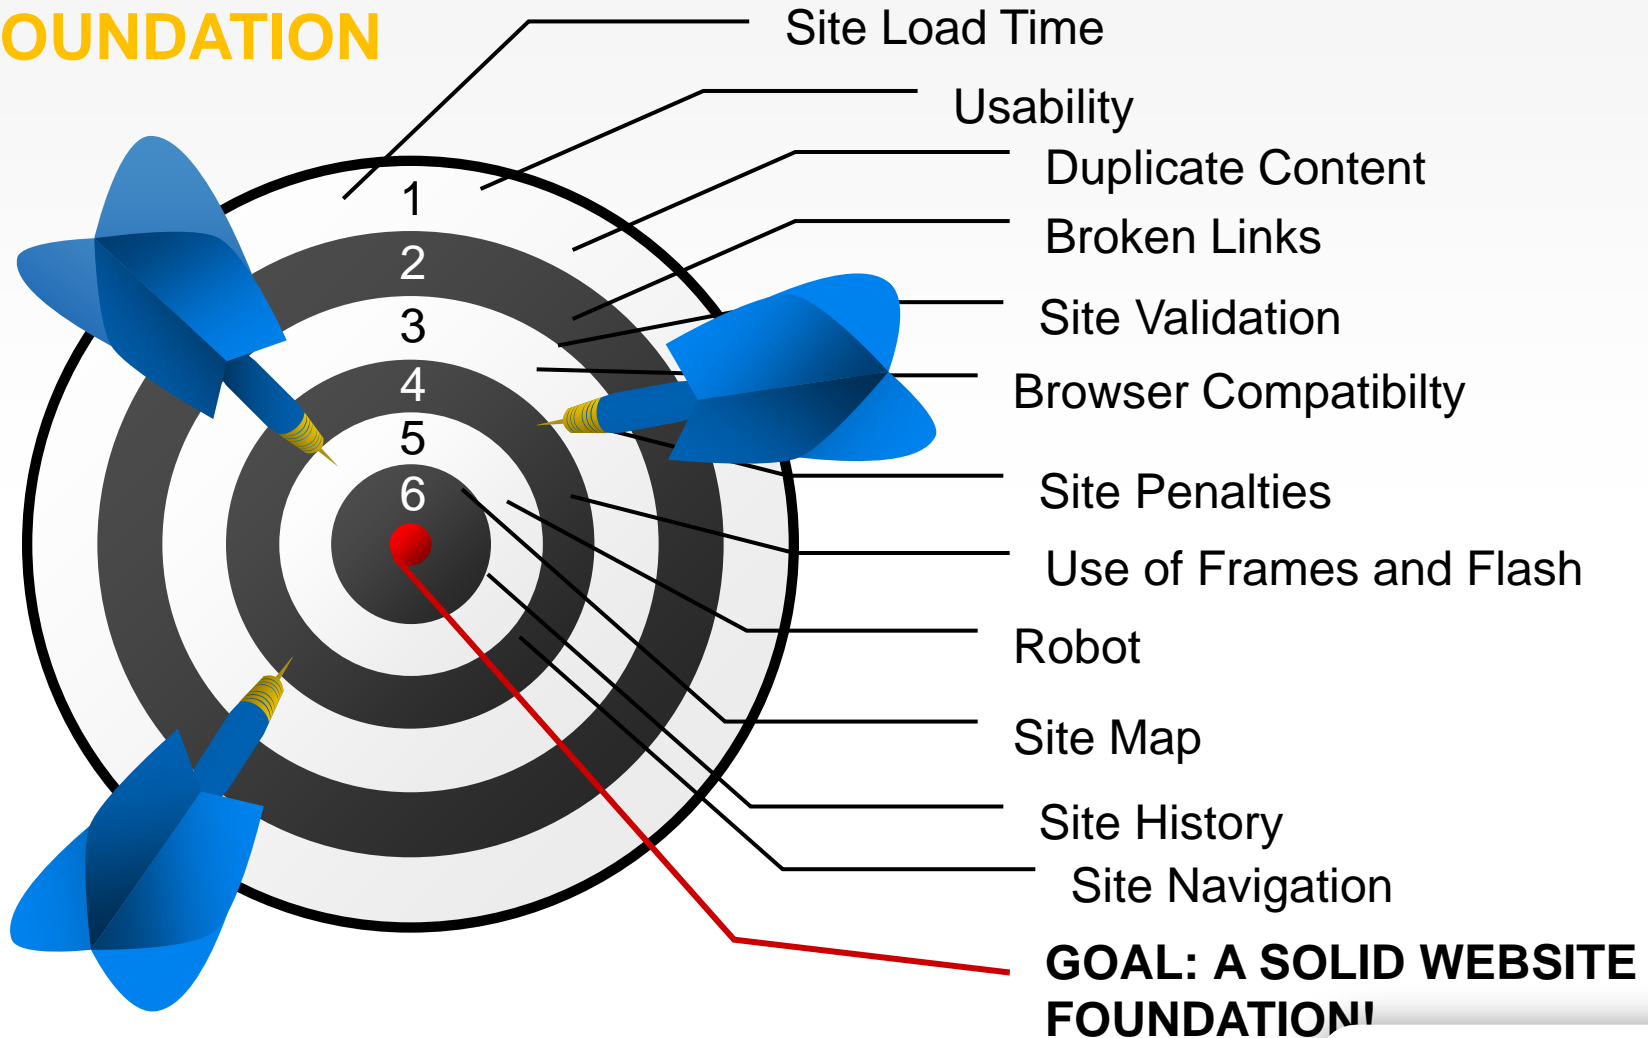 OUNDATION
Site Load Time
Usability
Duplicate Content
Broken Links
Site Validation
Browser Compatibilty
Site Penalties
Use of Frames and Flash
Robot
Site Map
Site History
Site Navigation
GOAL: A SOLID WEBSITE
FOUNDATION!
1
2
3
4
5
6